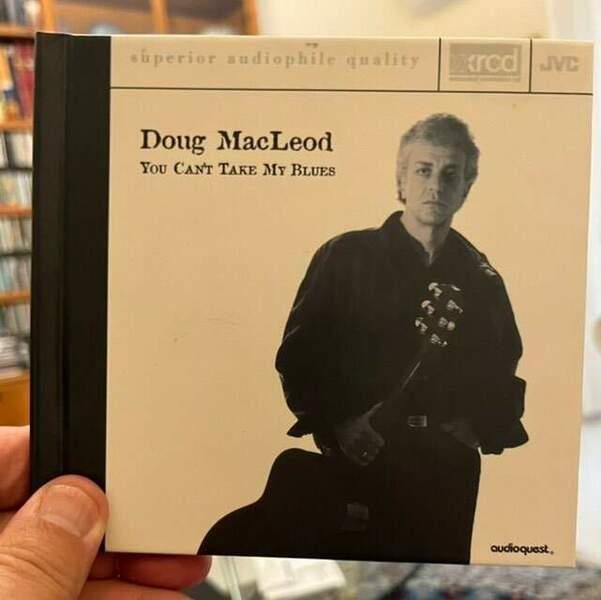 superior audiophile quality
xrcd
JVC
Doug MacLeod
You Can't Take My Blues
audioquest.